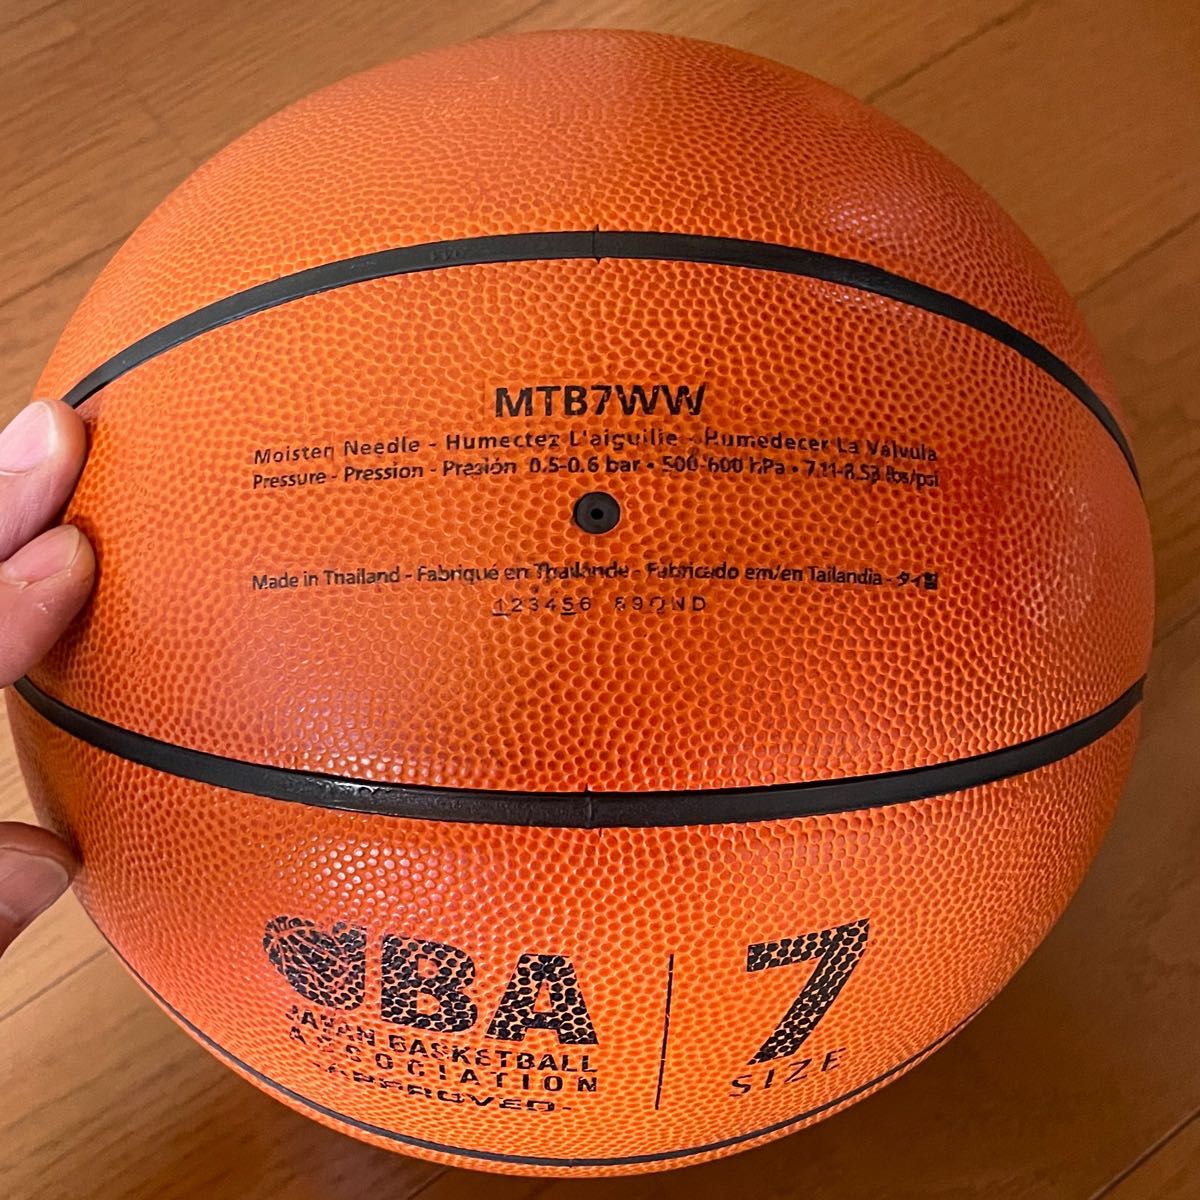 MTB7WW
Moisten Needle - Humectez L'aiguille - Humedecer La Válvula
Pressure - Pression - Presión 0.5-0.6 bar • 500-600 hPa • 7.11-8.53 lbs/psi
Made in Thailand - Fabriqué en Thaïlande - Fabricado em/en Tailandia - タイ製
123456 89OND
JBA
JAPAN BASKETBALL
ASSOCIATION
-APPROVED-
7
SIZE